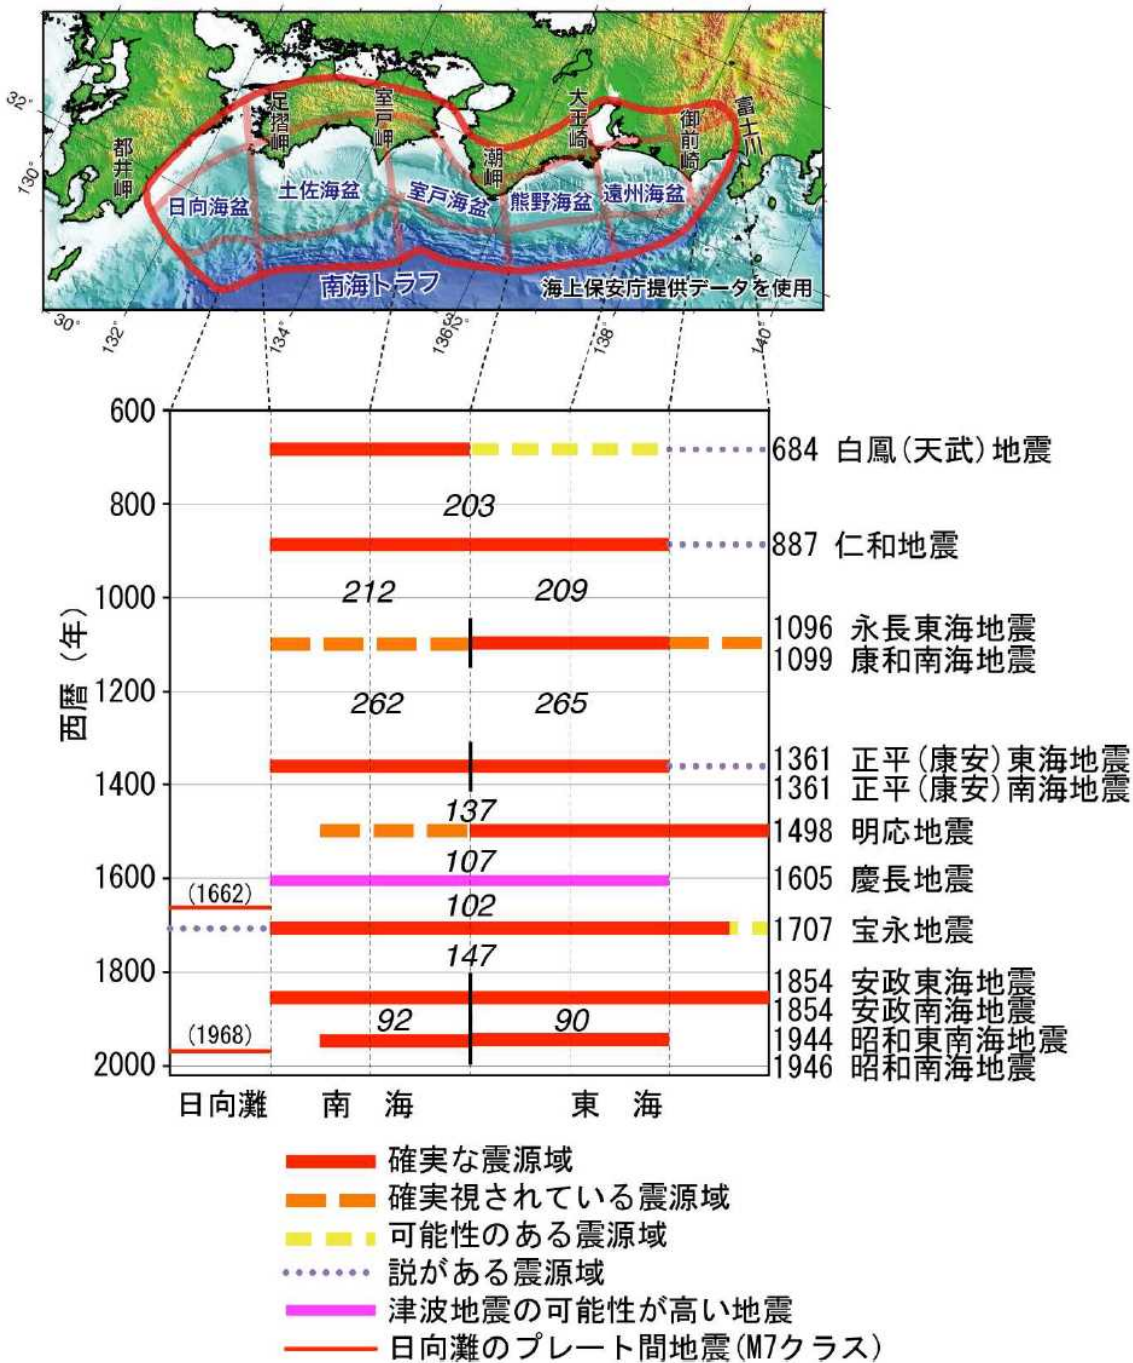 32°
130°
都井岬
足摺岬
室戸岬
潮岬
大王崎
御前崎
富士川
日向海盆
土佐海盆
室戸海盆
熊野海盆
遠州海盆
南海トラフ
海上保安庁提供データを使用
30°
132°
134°
136°
32°
138°
140°
西暦(年)
600
684 白鳳(天武)地震
800
203
887 仁和地震
1000
212
209
1096 永長東海地震
1099 康和南海地震
1200
262
265
1361 正平(康安)東海地震
1361 正平(康安)南海地震
1400
137
1498 明応地震
107
1600
1605 慶長地震
(1662)
102
1707 宝永地震
147
1800
1854 安政東海地震
1854 安政南海地震
(1968)
92
90
1944 昭和東南海地震
1946 昭和南海地震
2000
日向灘 南海 東海
確実な震源域
確実視されている震源域
可能性のある震源域
説がある震源域
津波地震の可能性が高い地震
日向灘のプレート間地震(M7クラス)